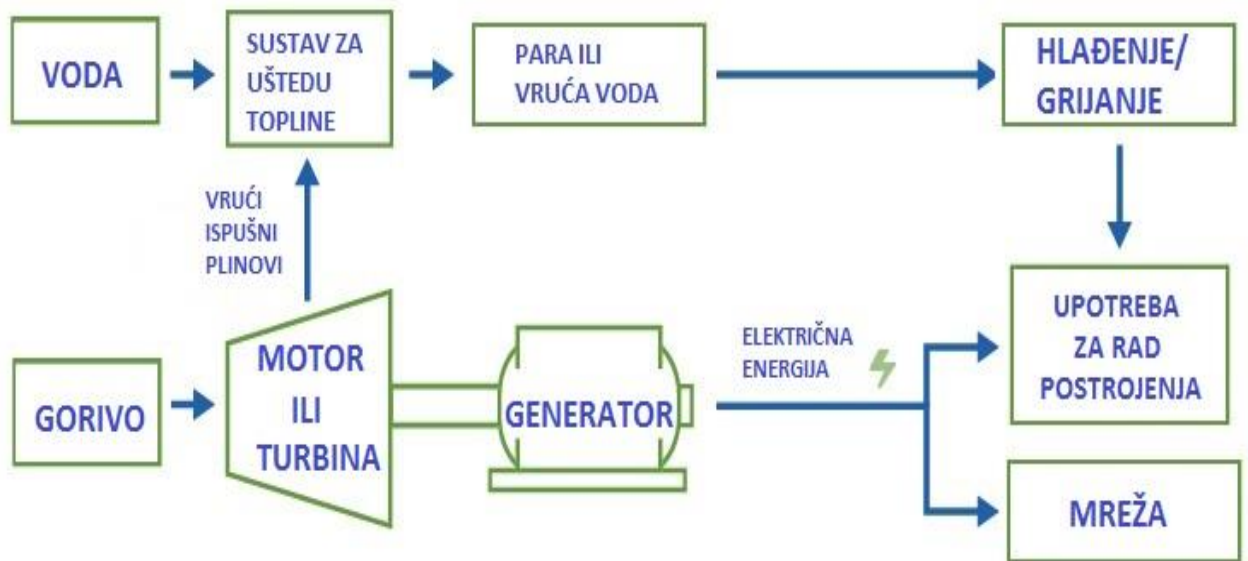 VODA
SUSTAV ZA
UŠTEDU
TOPLINE
PARA ILI
VRUĆA VODA
HLAĐENJE/
GRIJANJE
VRUĆI
ISPUŠNI
PLINOVI
GORIVO
MOTOR
ILI
TURBINA
GENERATOR
ELEKTRIČNA
ENERGIJA
UPOTREBA
ZA RAD
POSTROJENJA
MREŽA